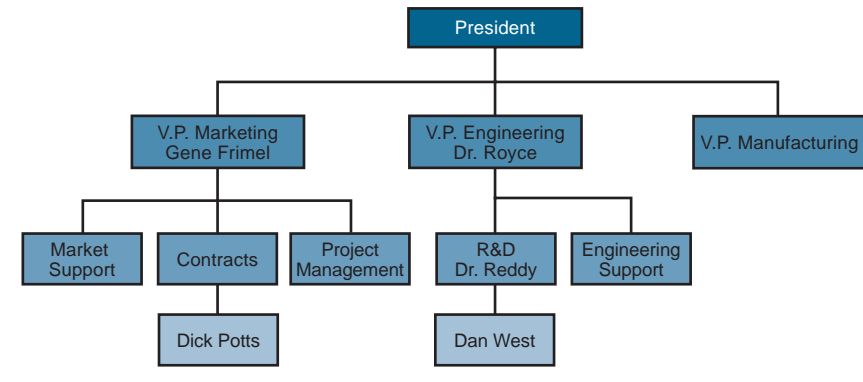 President
V.P. Marketing
Gene Frimel
V.P. Engineering
Dr. Royce
V.P. Manufacturing
Market
Support
Contracts
Project
Management
R&D
Dr. Reddy
Engineering
Support
Dick Potts
Dan West